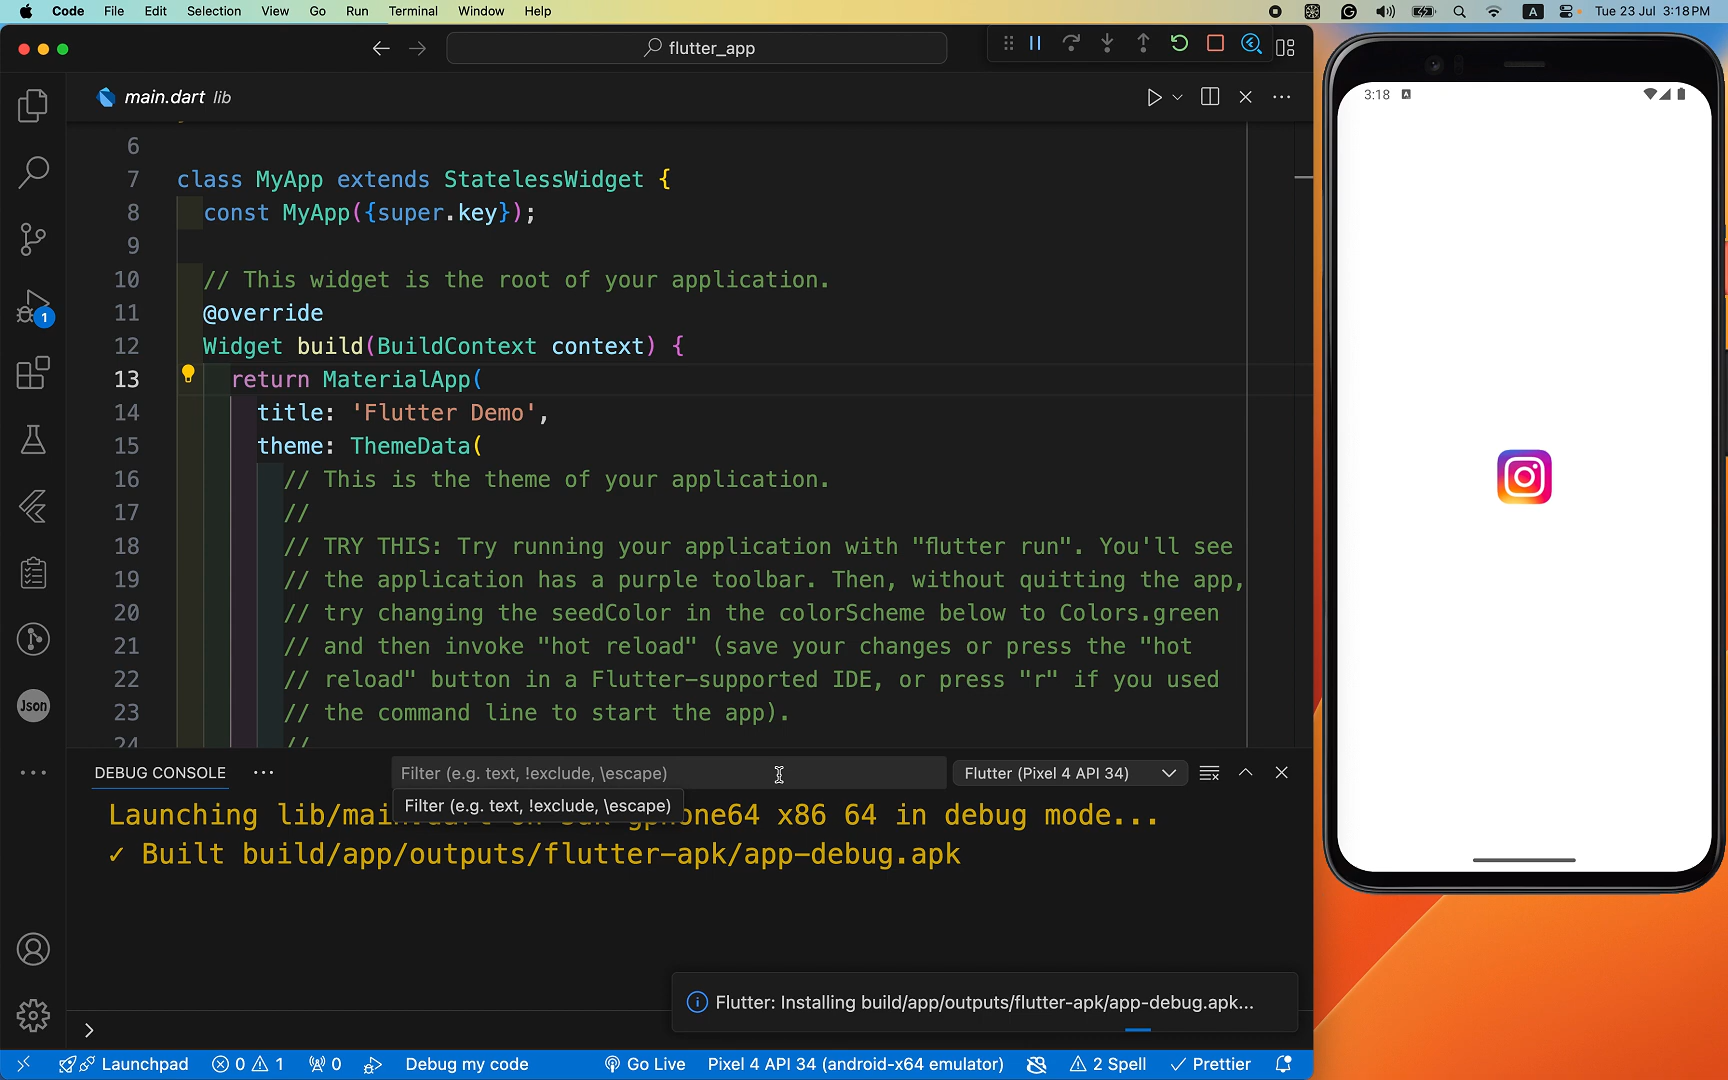 Code File Edit Selection View Go Run Terminal Window Help
A Tue 23 Jul 3:18 PM
flutter_app
main.dart lib
6
7 class MyApp extends StatelessWidget {
8 const MyApp({super.key});
9
10 // This widget is the root of your application.
11 @override
12 Widget build(BuildContext context) {
13 return MaterialApp(
14 title: 'Flutter Demo',
15 theme: ThemeData(
16 // This is the theme of your application.
17 //
18 // TRY THIS: Try running your application with "flutter run". You'll see
19 // the application has a purple toolbar. Then, without quitting the app,
20 // try changing the seedColor in the colorScheme below to Colors.green
21 // and then invoke "hot reload" (save your changes or press the "hot
22 // reload" button in a Flutter-supported IDE, or press "r" if you used
23 // the command line to start the app).
24 //
1
Json
DEBUG CONSOLE
Filter (e.g. text, !exclude, \escape)
Flutter (Pixel 4 API 34)
Filter (e.g. text, !exclude, \escape)
Launching lib/main.dart on sdk gphone64 x86 64 in debug mode...
✓ Built build/app/outputs/flutter-apk/app-debug.apk
Flutter: Installing build/app/outputs/flutter-apk/app-debug.apk...
Launchpad 0 1 0 Debug my code Go Live Pixel 4 API 34 (android-x64 emulator) 2 Spell Prettier
3:18